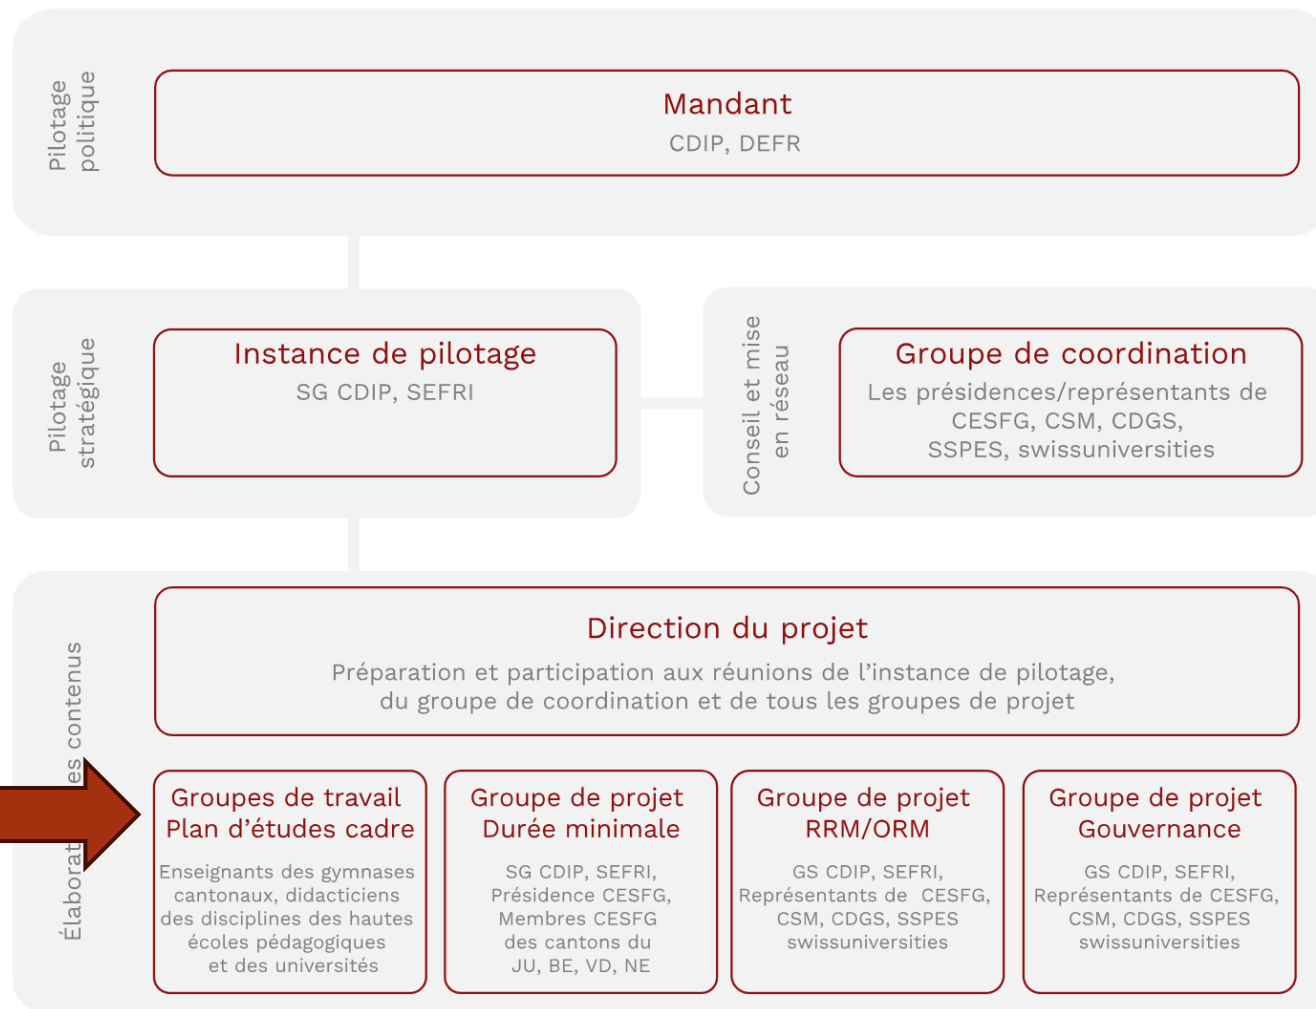 Pilotage
politique
Mandant
CDIP, DEFR
Pilotage
stratégique
Instance de pilotage
SG CDIP, SEFRI
Conseil et mise
en réseau
Groupe de coordination
Les présidences/représentants de
CESFG, CSM, CDGS,
SSPES, swissuniversities
Direction du projet
Préparation et participation aux réunions de l'instance de pilotage,
du groupe de coordination et de tous les groupes de projet
contenus
Groupes de travail
Plan d'études cadre
Enseignants des gymnases
cantonaux, didacticiens
des disciplines des hautes
écoles pédagogiques
et des universités
Groupe de projet
Durée minimale
SG CDIP, SEFRI,
Présidence CESFG,
Membres CESFG
des cantons du
JU, BE, VD, NE
Groupe de projet
RRM/ORM
GS CDIP, SEFRI,
Représentants de CESFG,
CSM, CDGS, SSPES
swissuniversities
Groupe de projet
Gouvernance
GS CDIP, SEFRI,
Représentants de CESFG,
CSM, CDGS, SSPES
swissuniversities